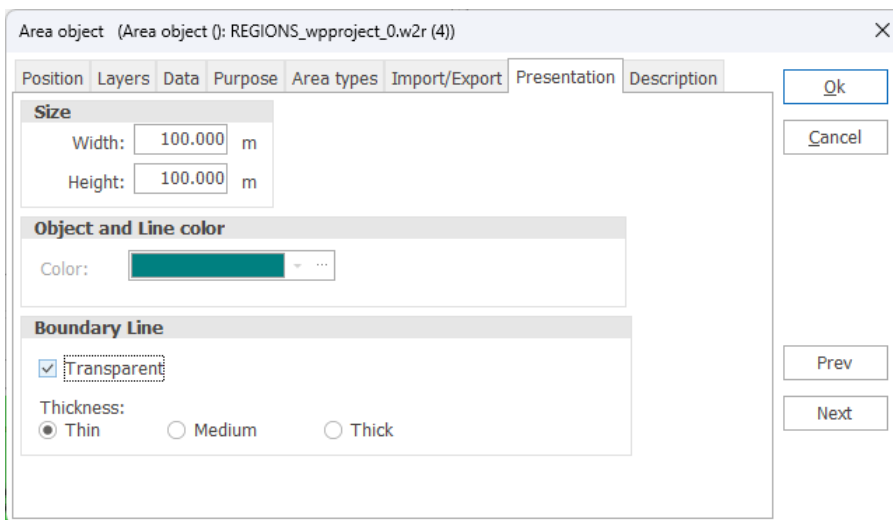 Area object (Area object (): REGIONS_wpproject_0.w2r (4))
Position Layers Data Purpose Area types Import/Export Presentation Description
Ok
Cancel
Size
Width: 100.000 m
Height: 100.000 m
Object and Line color
Color:
Boundary Line
Transparent
Thickness:
Thin Medium Thick
Prev
Next